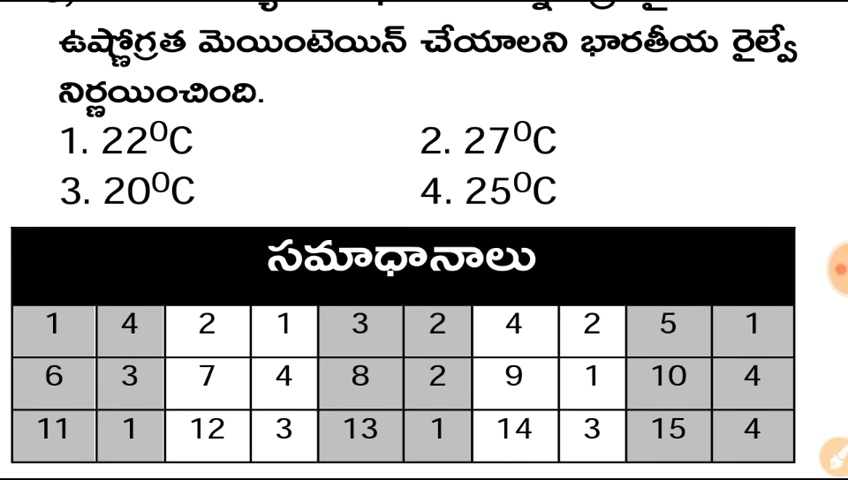 ఉష్ణోగ్రత మెయింటెయిన్ చేయాలని భారతీయ రైల్వే
నిర్ణయించింది.
1. 22⁰C 2. 27⁰C
3. 20⁰C 4. 25⁰C
సమాధానాలు
1 4 2 1 3 2 4 2 5 1
6 3 7 4 8 2 9 1 10 4
11 1 12 3 13 1 14 3 15 4